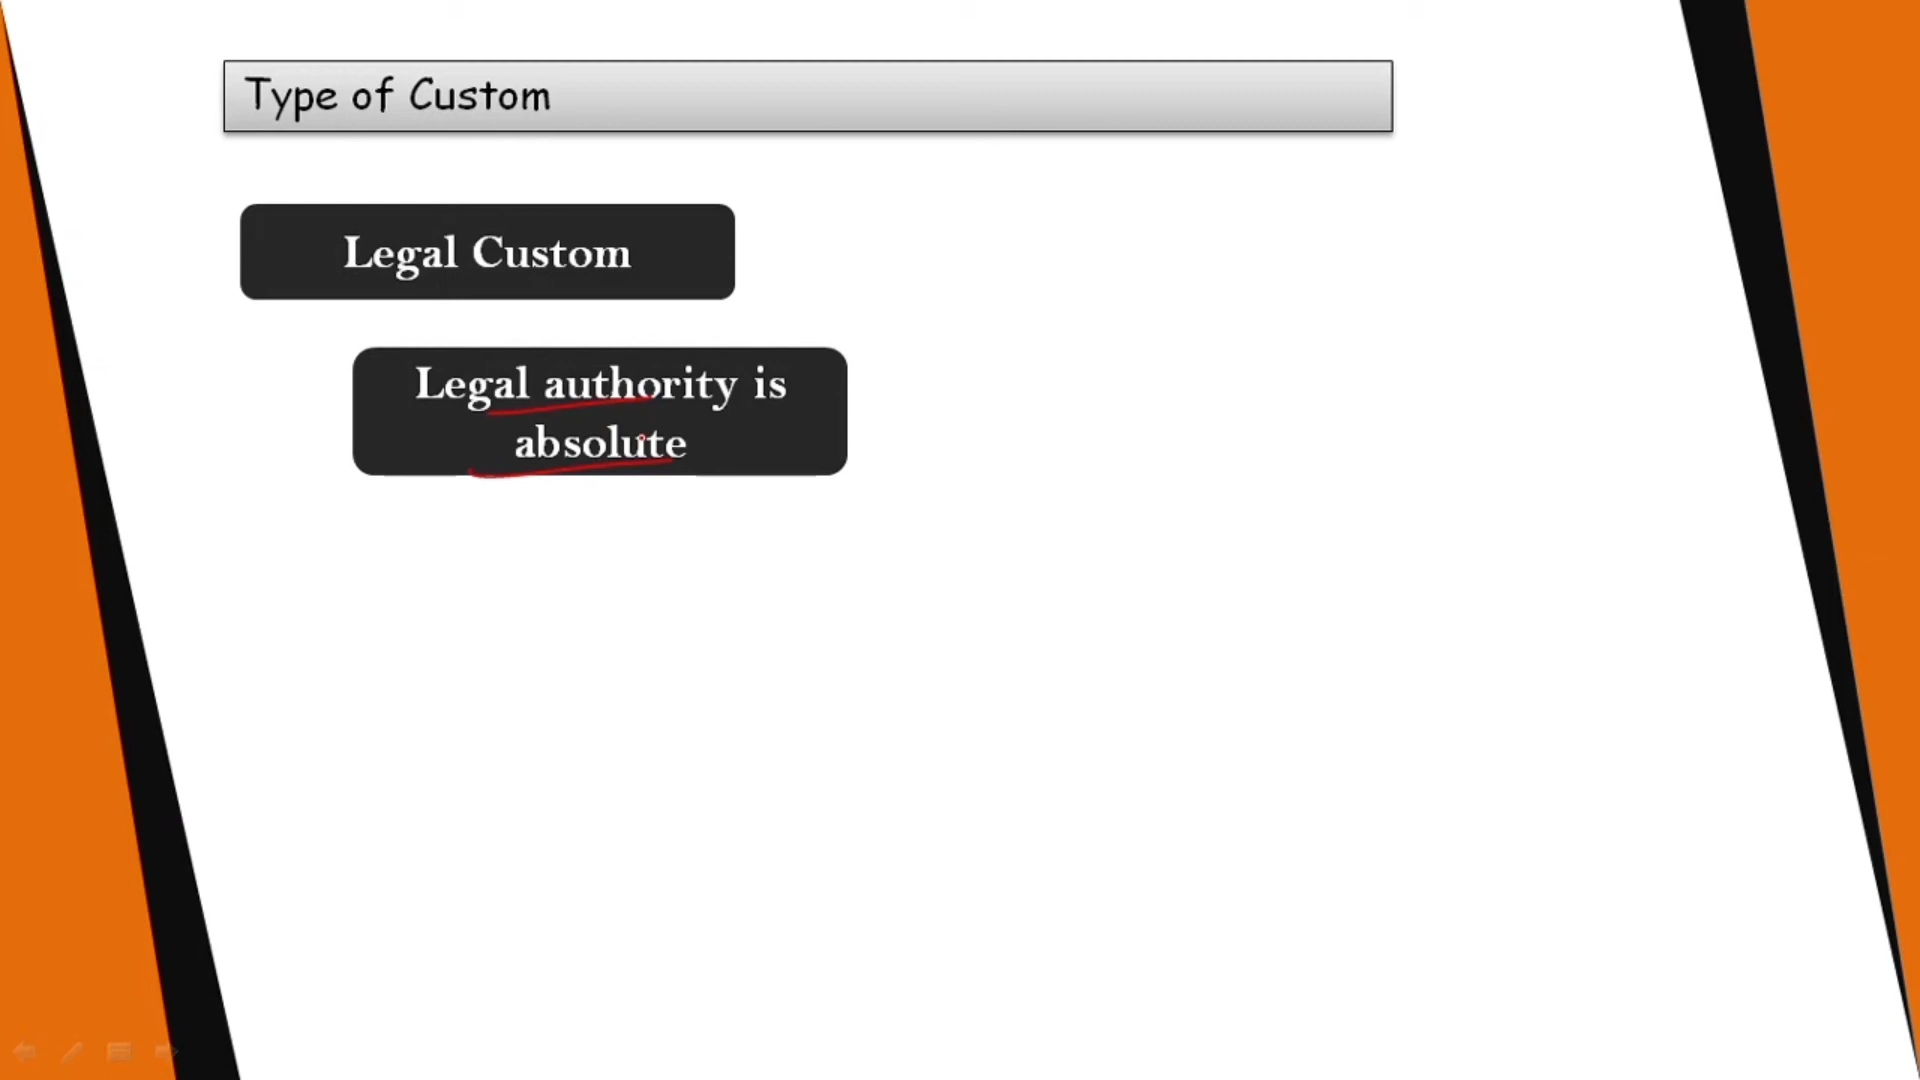 Type of Custom
Legal Custom
Legal authority is
absolute